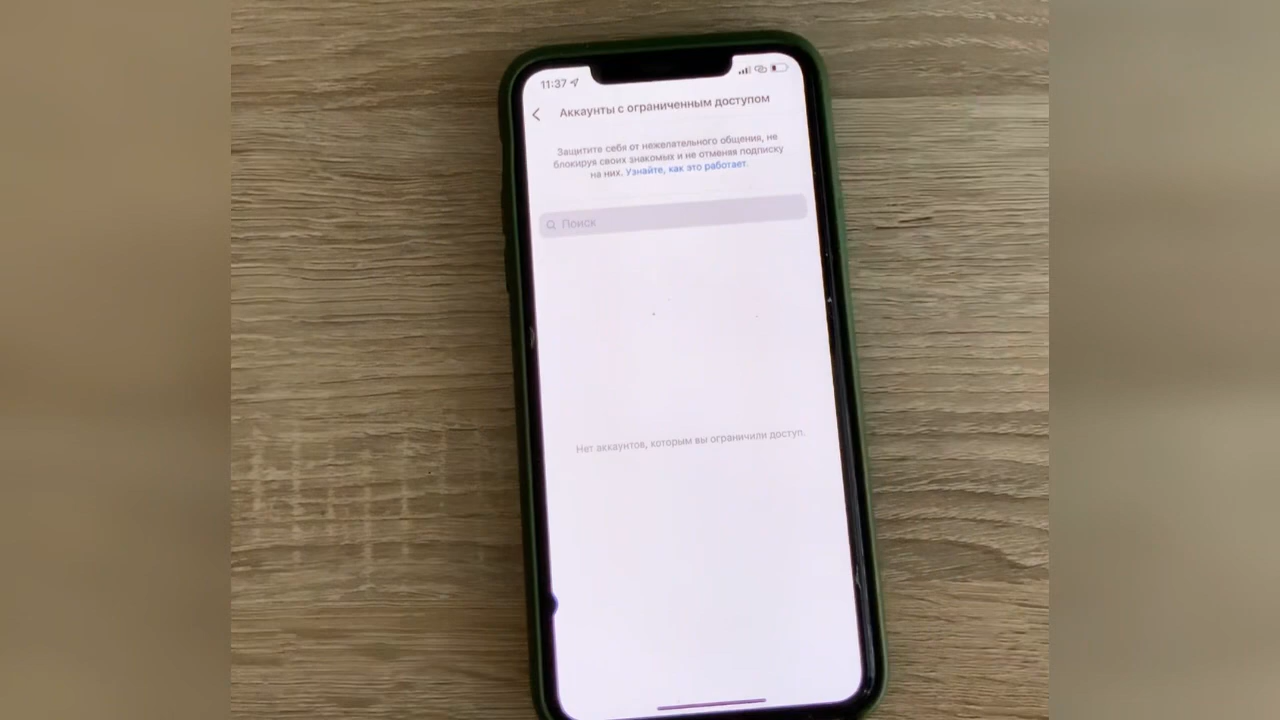 11:37
Аккаунты с ограниченным доступом
Защитите себя от нежелательного общения, не
блокируя своих знакомых и не отменяя подписку
на них. Узнайте, как это работает.
Поиск
Нет аккаунтов, которым вы ограничили доступ.